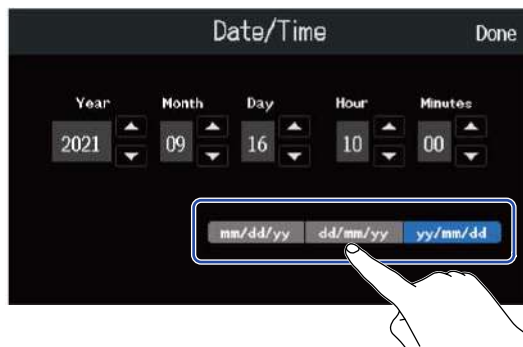 Date/Time Done
Year Month Day Hour Minutes
2021 09 16 10 00
mm/dd/yy dd/mm/yy yy/mm/dd